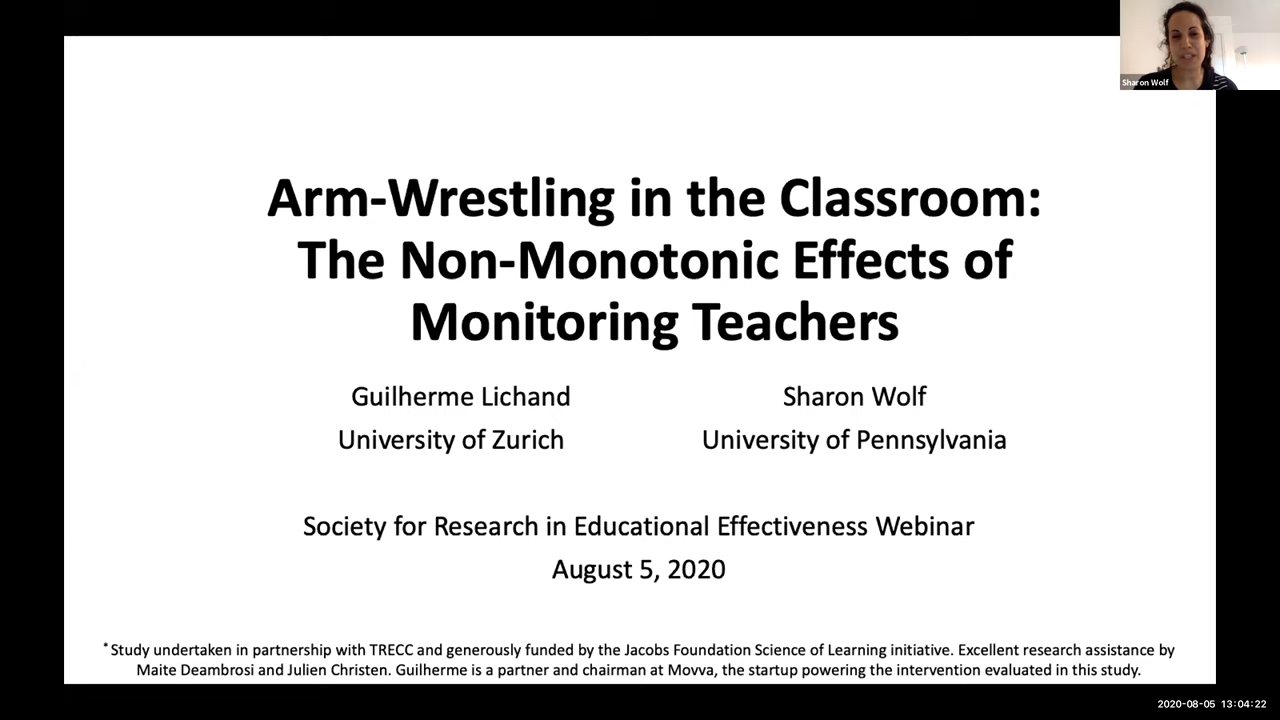 Sharon Wolf
Arm-Wrestling in the Classroom:
The Non-Monotonic Effects of
Monitoring Teachers
Guilherme Lichand
University of Zurich
Sharon Wolf
University of Pennsylvania
Society for Research in Educational Effectiveness Webinar
August 5, 2020
* Study undertaken in partnership with TRECC and generously funded by the Jacobs Foundation Science of Learning initiative. Excellent research assistance by
Maite Deambrosi and Julien Christen. Guilherme is a partner and chairman at Movva, the startup powering the intervention evaluated in this study.
2020-08-05 13:04:22